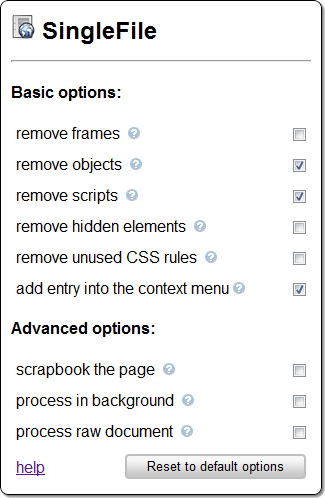 SingleFile
Basic options:
remove frames ?
remove objects ?
remove scripts ?
remove hidden elements ?
remove unused CSS rules ?
add entry into the context menu ?
Advanced options:
scrapbook the page ?
process in background ?
process raw document ?
help Reset to default options